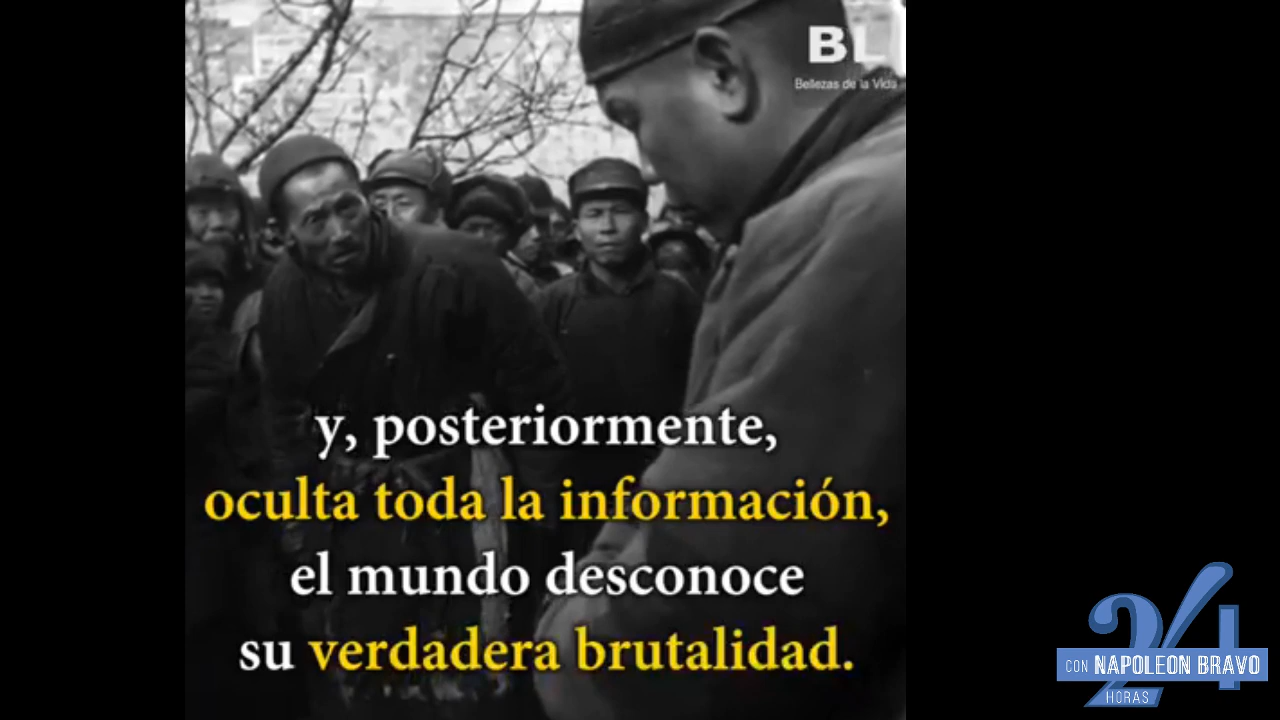 BL
Bellezas de la Vida
y, posteriormente,
oculta toda la información,
el mundo desconoce
su verdadera brutalidad.
24
CON NAPOLEON BRAVO
HORAS